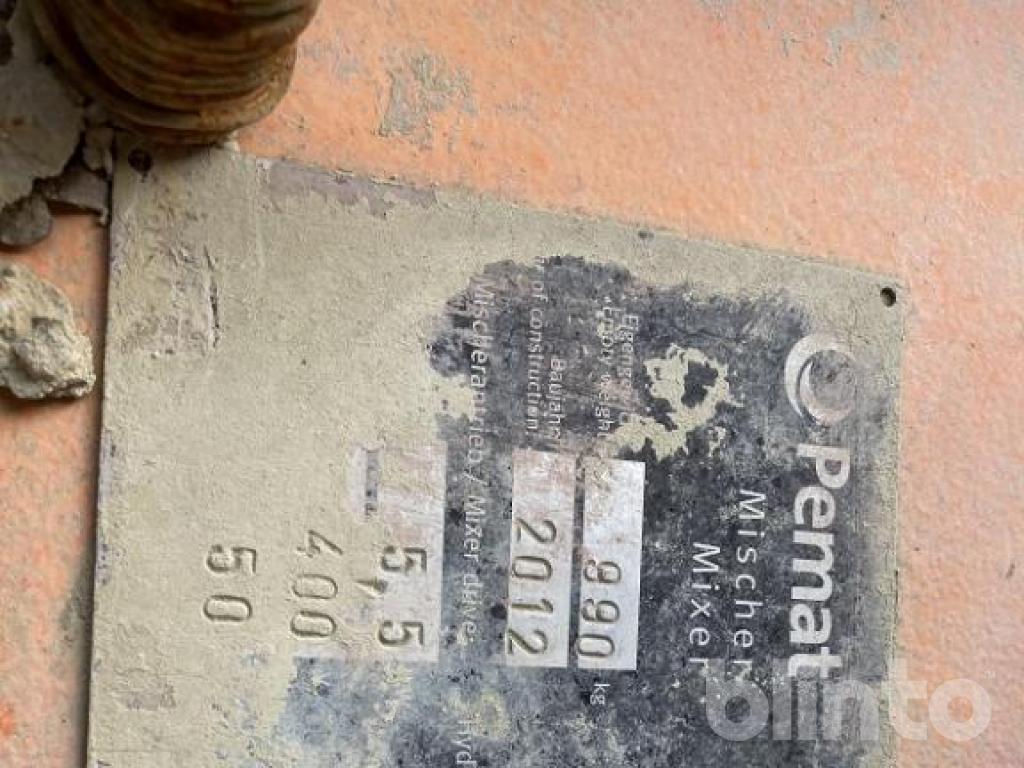 Pemat
Mischer
Mixer
Empty weight 990 kg
Baujahr
of construction 2012
Mischerantrieb / Mixer drive:
5,5
400
50
blinto